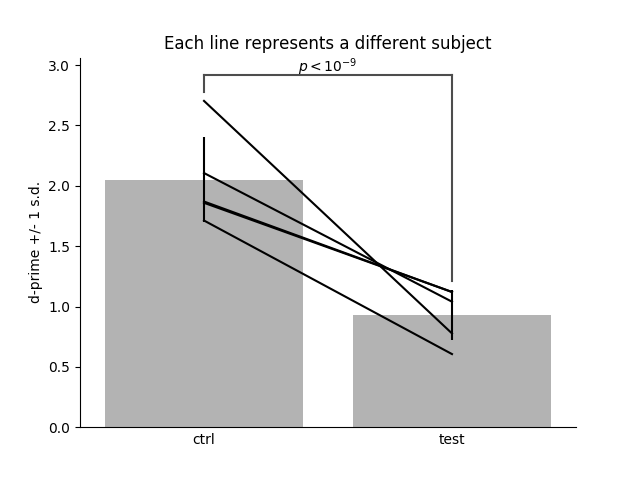 Each line represents a different subject
p < 10⁻⁹
3.0
2.5
2.0
1.5
1.0
0.5
0.0
d-prime +/- 1 s.d.
ctrl test